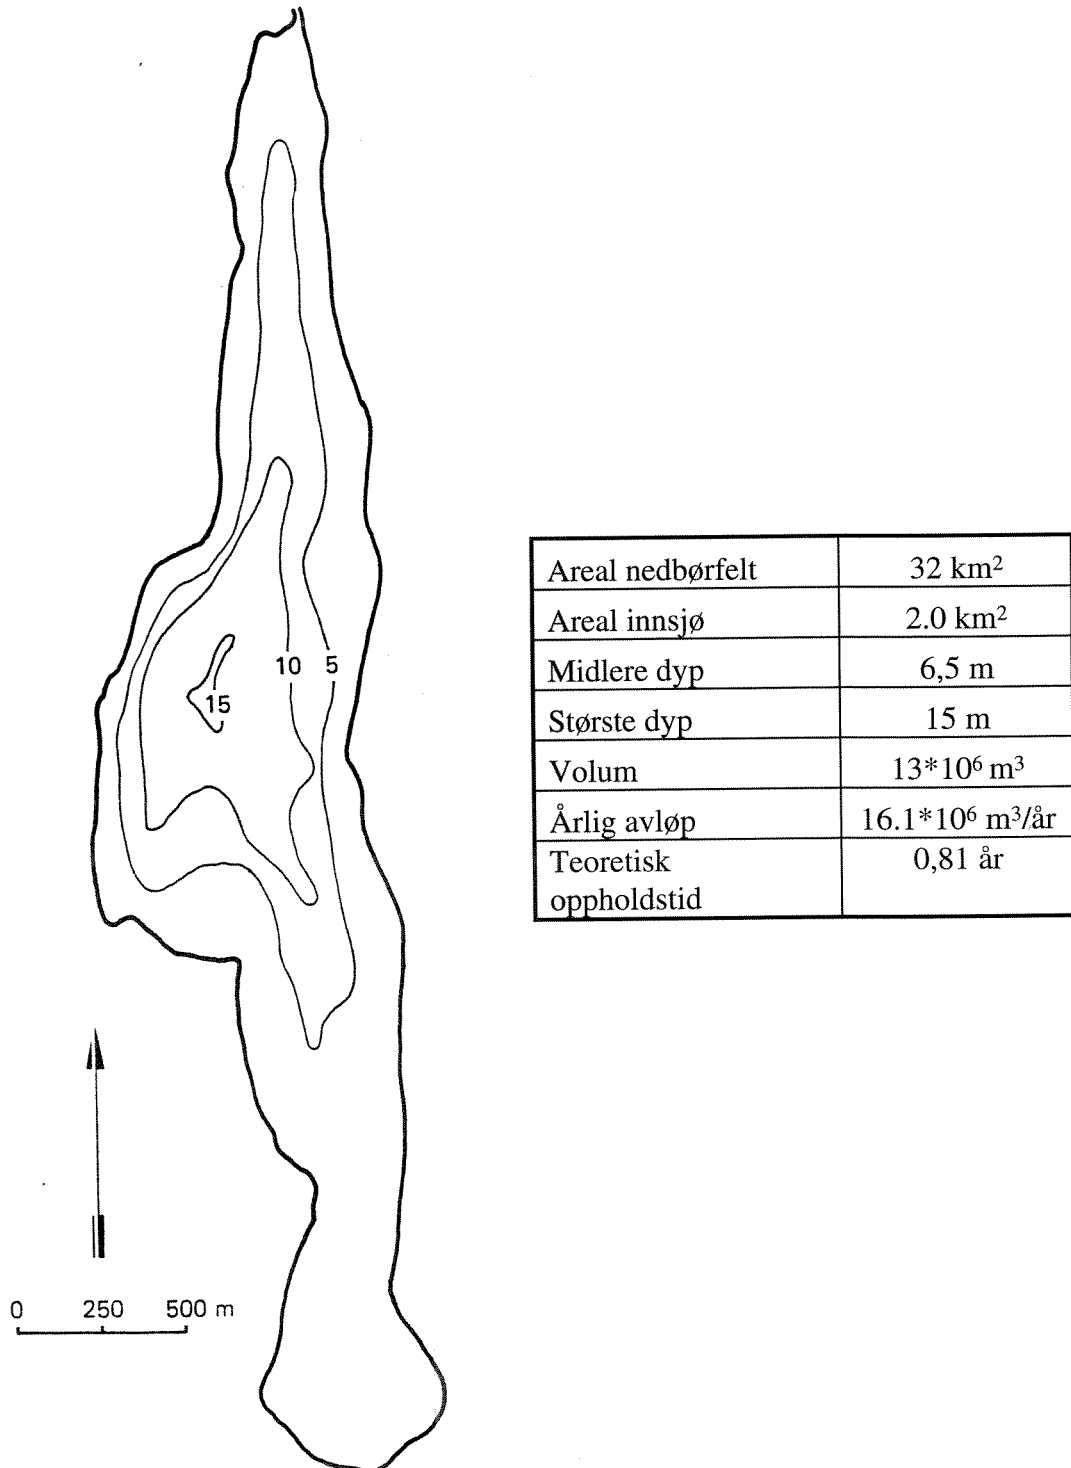 Areal nedbørfelt 32 km²
Areal innsjø 2.0 km²
Midlere dyp 6,5 m
Største dyp 15 m
Volum 13*10⁶ m³
Årlig avløp 16.1*10⁶ m³/år
Teoretisk 0,81 år
oppholdstid
10 5
15
0 250 500 m